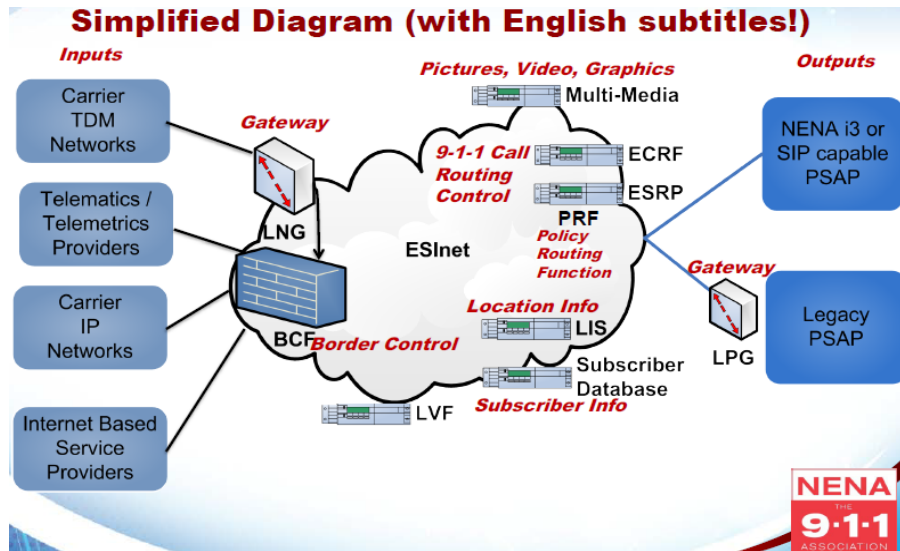 Simplified Diagram (with English subtitles!)
Inputs
Outputs
Pictures, Video, Graphics
Multi-Media
Carrier
TDM
Networks
Gateway
LNG
9-1-1 Call
Routing
Control
ECRF
ESRP
PRF
Policy
Routing
Function
NENA i3 or
SIP capable
PSAP
Telematics /
Telemetrics
Providers
ESInet
Gateway
LPG
Carrier
IP
Networks
BCF
Border Control
Location Info
LIS
Legacy
PSAP
Subscriber
Database
Subscriber Info
LVF
Internet Based
Service
Providers
NENA
THE
9-1-1
ASSOCIATION